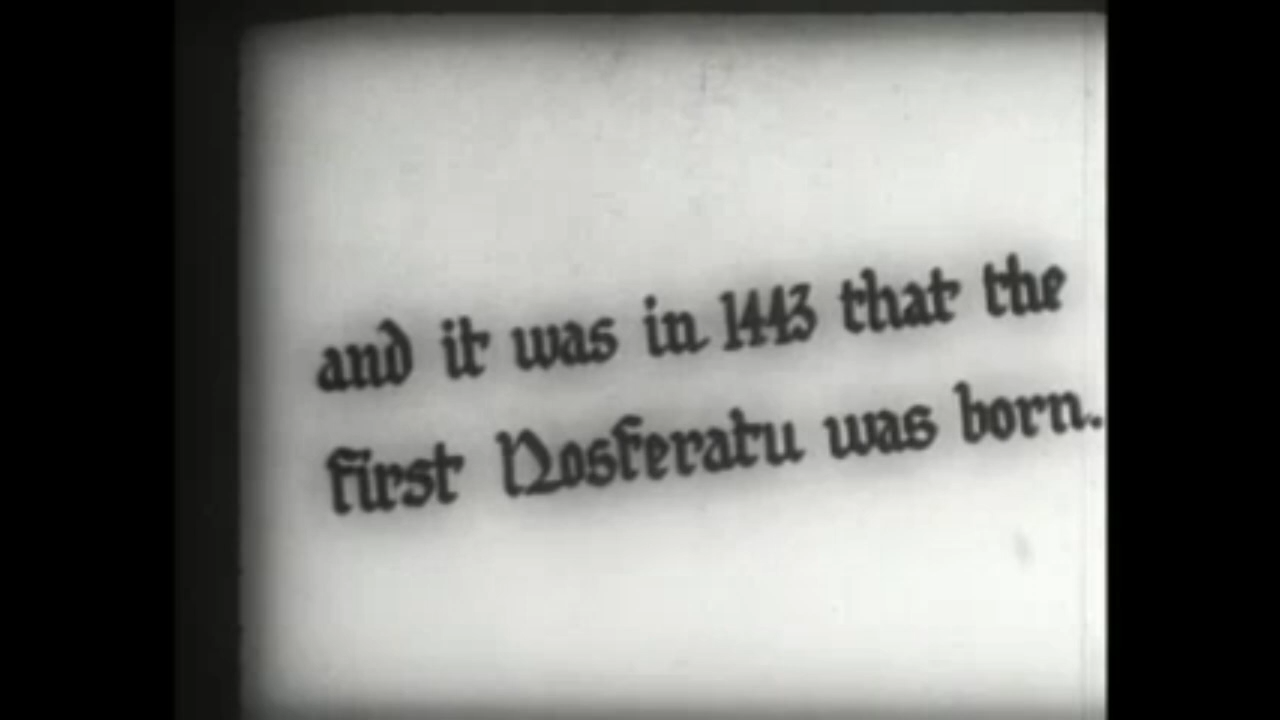 and it was in 1443 that the
first Nosferatu was born.